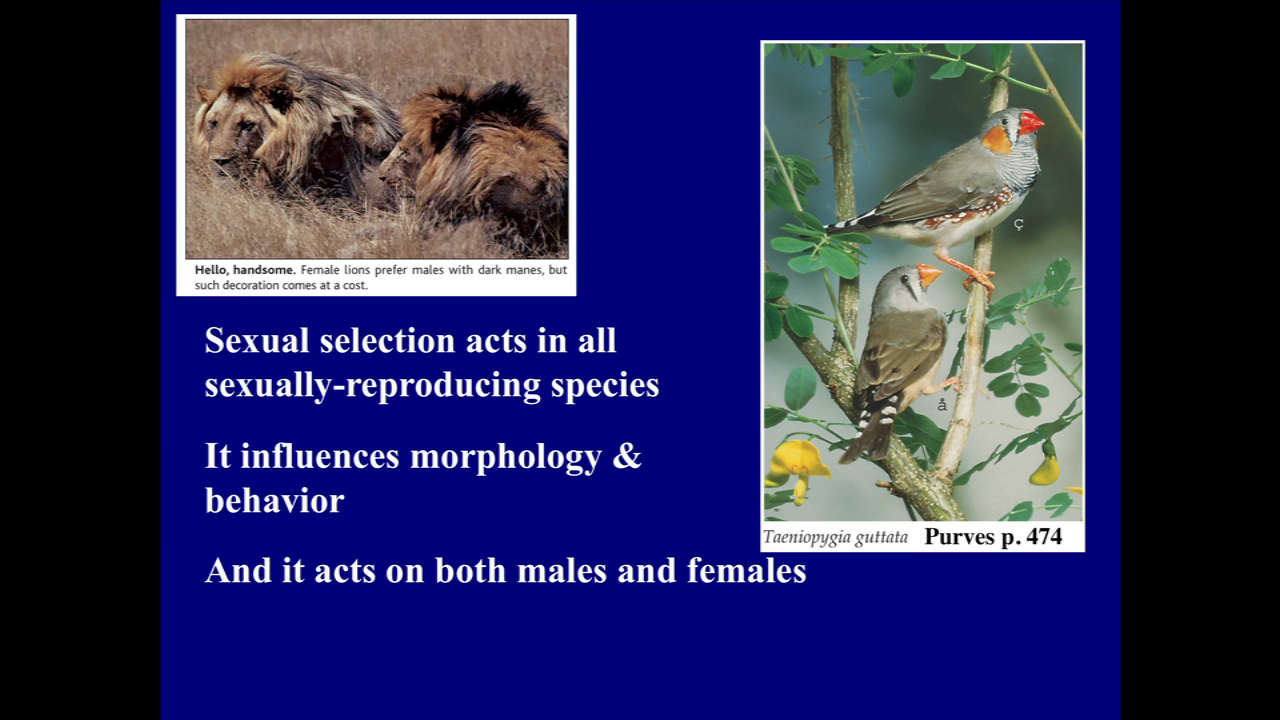 Hello, handsome. Female lions prefer males with dark manes, but
such decoration comes at a cost.
Sexual selection acts in all
sexually-reproducing species
It influences morphology &
behavior
And it acts on both males and females
ç
å
Taeniopygia guttata Purves p. 474